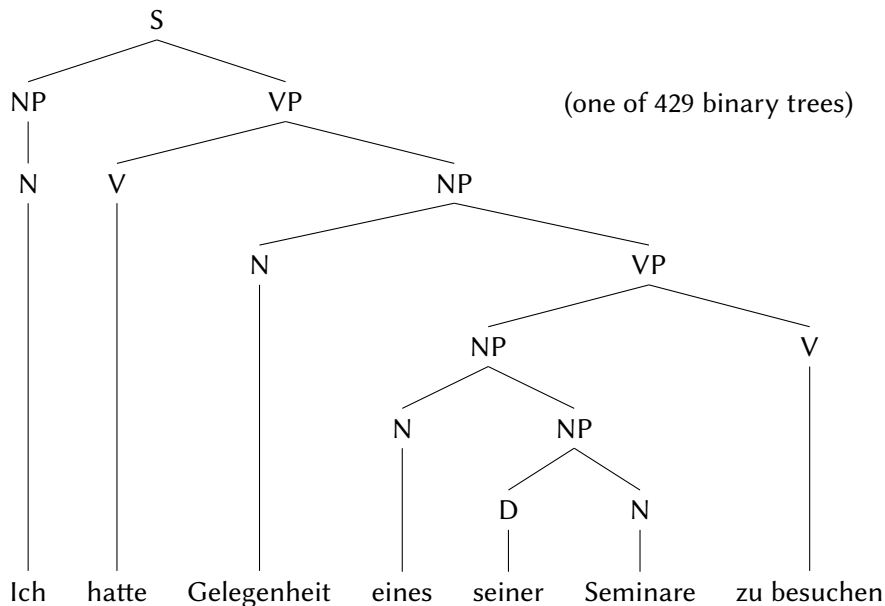 S
NP VP (one of 429 binary trees)
N V NP
N VP
NP V
N NP
D N
Ich hatte Gelegenheit eines seiner Seminare zu besuchen